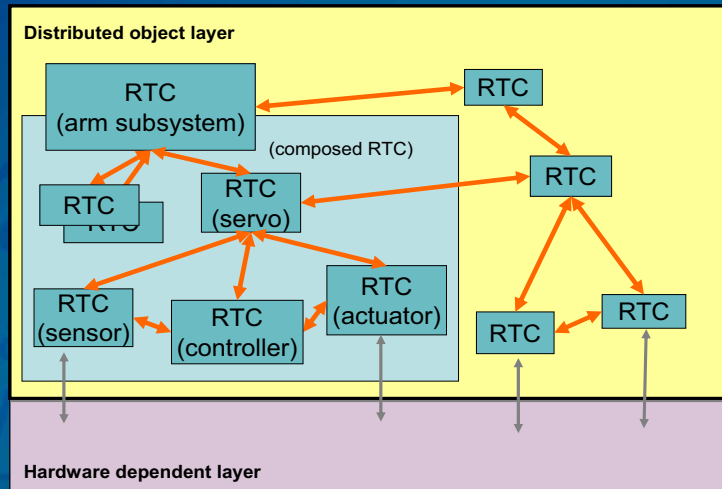 Distributed object layer
RTC
(arm subsystem)
RTC
(composed RTC)
RTC
RTC
RTC
(servo)
RTC
RTC
(sensor)
RTC
(controller)
RTC
(actuator)
RTC
RTC
Hardware dependent layer